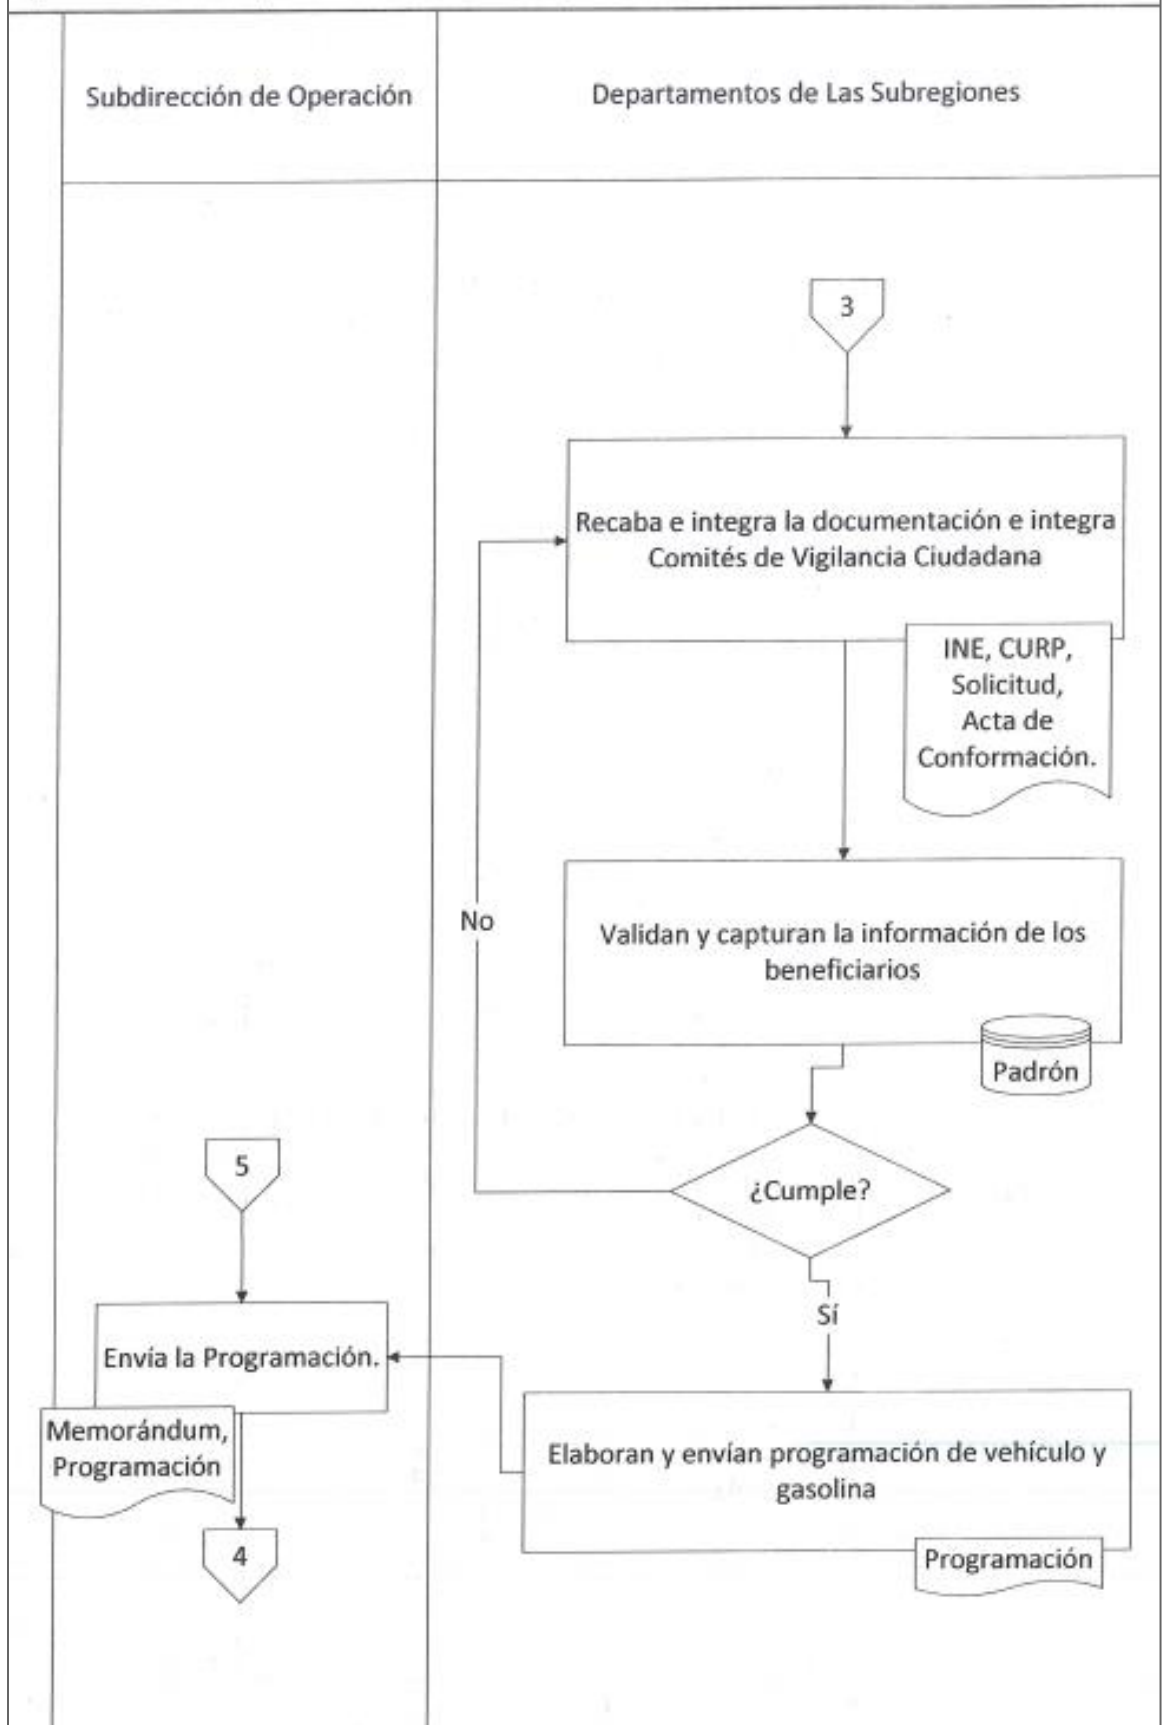 Subdirección de Operación
Departamentos de Las Subregiones
3
Recaba e integra la documentación e integra
Comités de Vigilancia Ciudadana
INE, CURP,
Solicitud,
Acta de
Conformación.
No
Validan y capturan la información de los
beneficiarios
Padrón
¿Cumple?
5
Sí
Envía la Programación.
Memorándum,
Programación
Elaboran y envían programación de vehículo y
gasolina
Programación
4